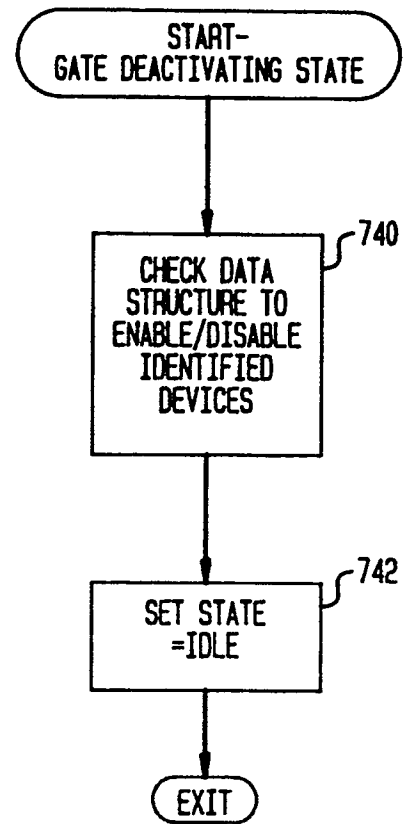 START-
GATE DEACTIVATING STATE
740
CHECK DATA
STRUCTURE TO
ENABLE/DISABLE
IDENTIFIED
DEVICES
742
SET STATE
=IDLE
EXIT